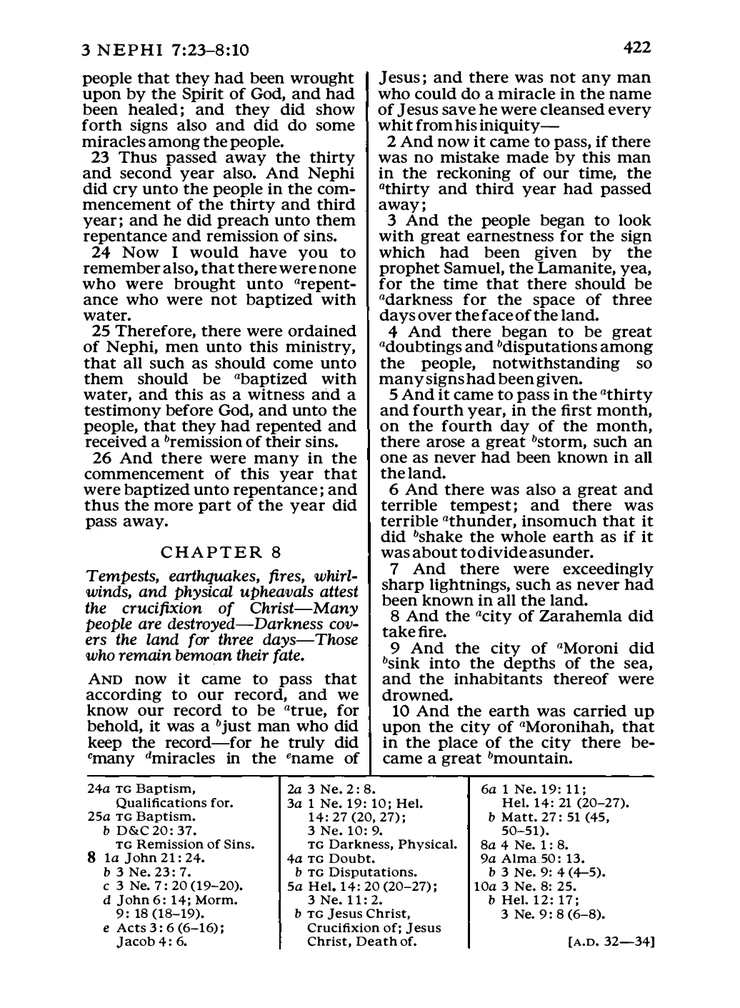 3 NEPHI 7:23–8:10
422
people that they had been wrought
upon by the Spirit of God, and had
been healed; and they did show
forth signs also and did do some
miracles among the people.
23 Thus passed away the thirty
and second year also. And Nephi
did cry unto the people in the com-
mencement of the thirty and third
year; and he did preach unto them
repentance and remission of sins.
24 Now I would have you to
remember also, that there were none
who were brought unto ᵃrepent-
ance who were not baptized with
water.
25 Therefore, there were ordained
of Nephi, men unto this ministry,
that all such as should come unto
them should be ᵃbaptized with
water, and this as a witness and a
testimony before God, and unto the
people, that they had repented and
received a ᵇremission of their sins.
26 And there were many in the
commencement of this year that
were baptized unto repentance; and
thus the more part of the year did
pass away.
CHAPTER 8
Tempests, earthquakes, fires, whirl-
winds, and physical upheavals attest
the crucifixion of Christ—Many
people are destroyed—Darkness cov-
ers the land for three days—Those
who remain bemoan their fate.
AND now it came to pass that
according to our record, and we
know our record to be ᵃtrue, for
behold, it was a ᵇjust man who did
keep the record—for he truly did
ᶜmany ᵈmiracles in the ᵉname of
Jesus; and there was not any man
who could do a miracle in the name
of Jesus save he were cleansed every
whit from his iniquity—
2 And now it came to pass, if there
was no mistake made by this man
in the reckoning of our time, the
ᵃthirty and third year had passed
away;
3 And the people began to look
with great earnestness for the sign
which had been given by the
prophet Samuel, the Lamanite, yea,
for the time that there should be
ᵃdarkness for the space of three
days over the face of the land.
4 And there began to be great
ᵃdoubtings and ᵇdisputations among
the people, notwithstanding so
many signs had been given.
5 And it came to pass in the ᵃthirty
and fourth year, in the first month,
on the fourth day of the month,
there arose a great ᵇstorm, such an
one as never had been known in all
the land.
6 And there was also a great and
terrible tempest; and there was
terrible ᵃthunder, insomuch that it
did ᵇshake the whole earth as if it
was about to divide asunder.
7 And there were exceedingly
sharp lightnings, such as never had
been known in all the land.
8 And the ᵃcity of Zarahemla did
take fire.
9 And the city of ᵃMoroni did
ᵇsink into the depths of the sea,
and the inhabitants thereof were
drowned.
10 And the earth was carried up
upon the city of ᵃMoronihah, that
in the place of the city there be-
came a great ᵇmountain.
24a TG Baptism,
Qualifications for.
25a TG Baptism.
b D&C 20: 37.
TG Remission of Sins.
8 1a John 21: 24.
b 3 Ne. 23: 7.
c 3 Ne. 7: 20 (19–20).
d John 6: 14; Morm.
9: 18 (18–19).
e Acts 3: 6 (6–16);
Jacob 4: 6.
2a 3 Ne. 2: 8.
3a 1 Ne. 19: 10; Hel.
14: 27 (20, 27);
3 Ne. 10: 9.
TG Darkness, Physical.
4a TG Doubt.
b TG Disputations.
5a Hel. 14: 20 (20–27);
3 Ne. 11: 2.
b TG Jesus Christ,
Crucifixion of; Jesus
Christ, Death of.
6a 1 Ne. 19: 11;
Hel. 14: 21 (20–27).
b Matt. 27: 51 (45,
50–51).
8a 4 Ne. 1: 8.
9a Alma 50: 13.
b 3 Ne. 9: 4 (4–5).
10a 3 Ne. 8: 25.
b Hel. 12: 17;
3 Ne. 9: 8 (6–8).
[A.D. 32—34]